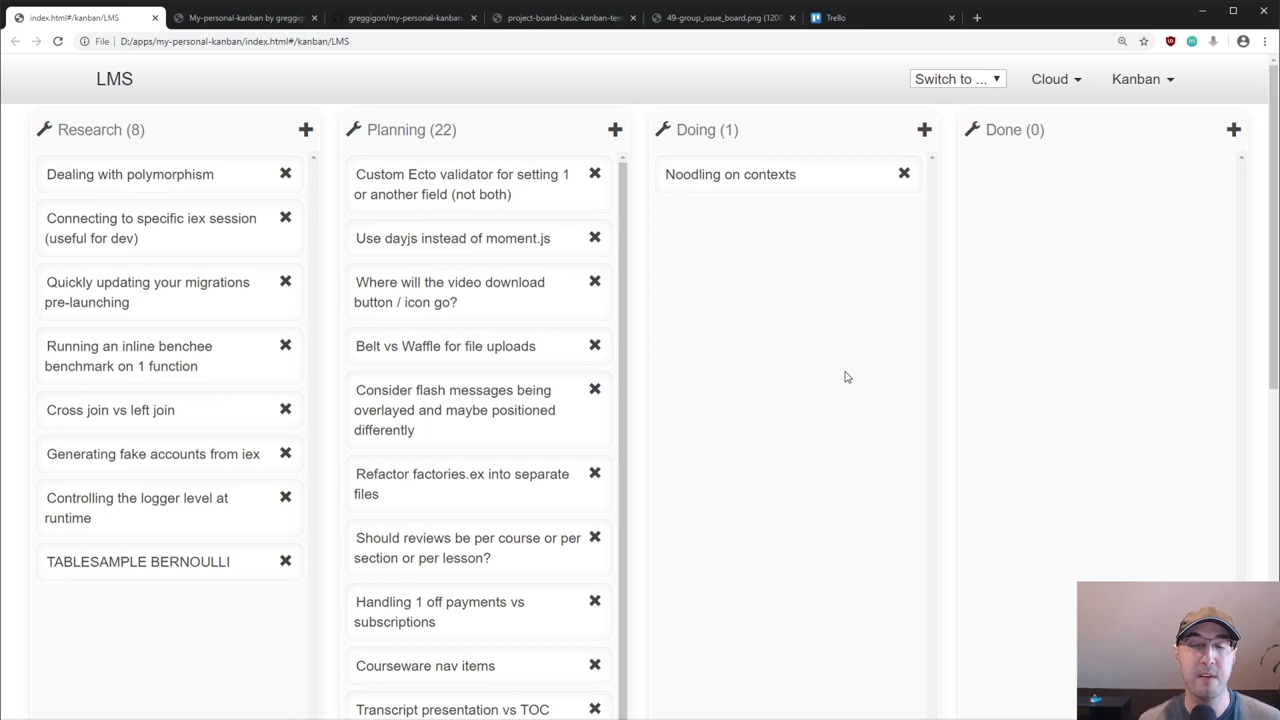 index.html#/kanban/LMS
My-personal-kanban by greggig
greggigon/my-personal-kanban
project-board-basic-kanban-tem
49-group_issue_board.png (1200
Trello
File
D:/apps/my-personal-kanban/index.html#/kanban/LMS
LMS
Switch to ...
Cloud
Kanban
Research (8)
Dealing with polymorphism
Connecting to specific iex session
(useful for dev)
Quickly updating your migrations
pre-launching
Running an inline benchee
benchmark on 1 function
Cross join vs left join
Generating fake accounts from iex
Controlling the logger level at
runtime
TABLESAMPLE BERNOULLI
Planning (22)
Custom Ecto validator for setting 1
or another field (not both)
Use dayjs instead of moment.js
Where will the video download
button / icon go?
Belt vs Waffle for file uploads
Consider flash messages being
overlayed and maybe positioned
differently
Refactor factories.ex into separate
files
Should reviews be per course or per
section or per lesson?
Handling 1 off payments vs
subscriptions
Courseware nav items
Transcript presentation vs TOC
Doing (1)
Noodling on contexts
Done (0)